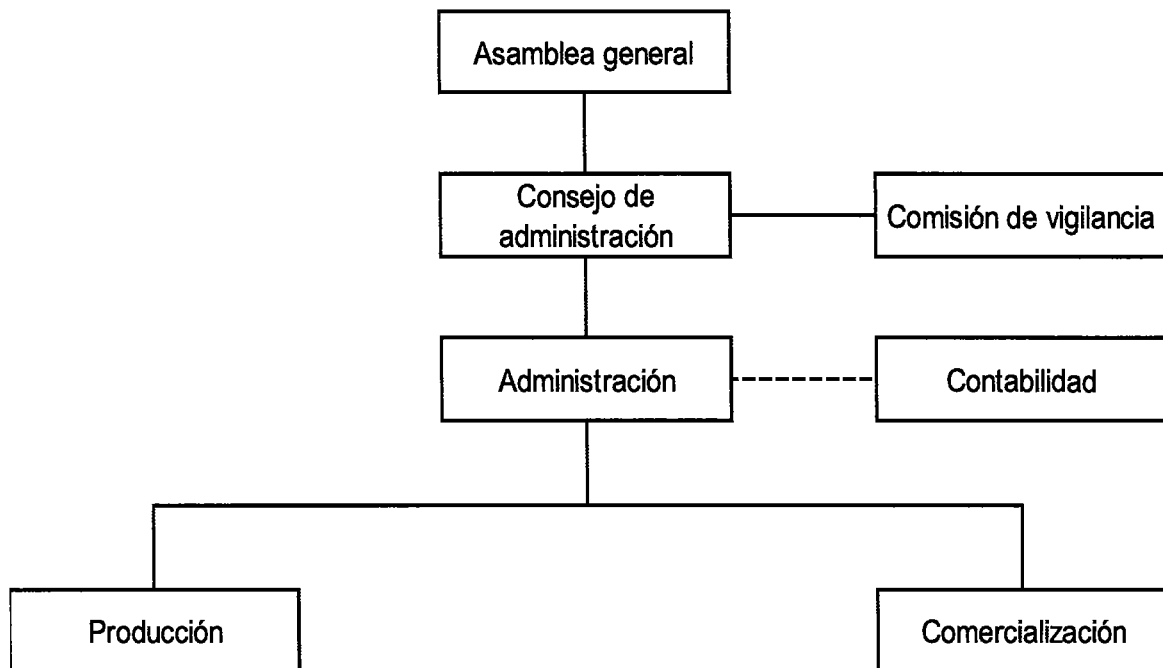 Asamblea general
Consejo de
administración
Comisión de vigilancia
Administración
Contabilidad
Producción
Comercialización